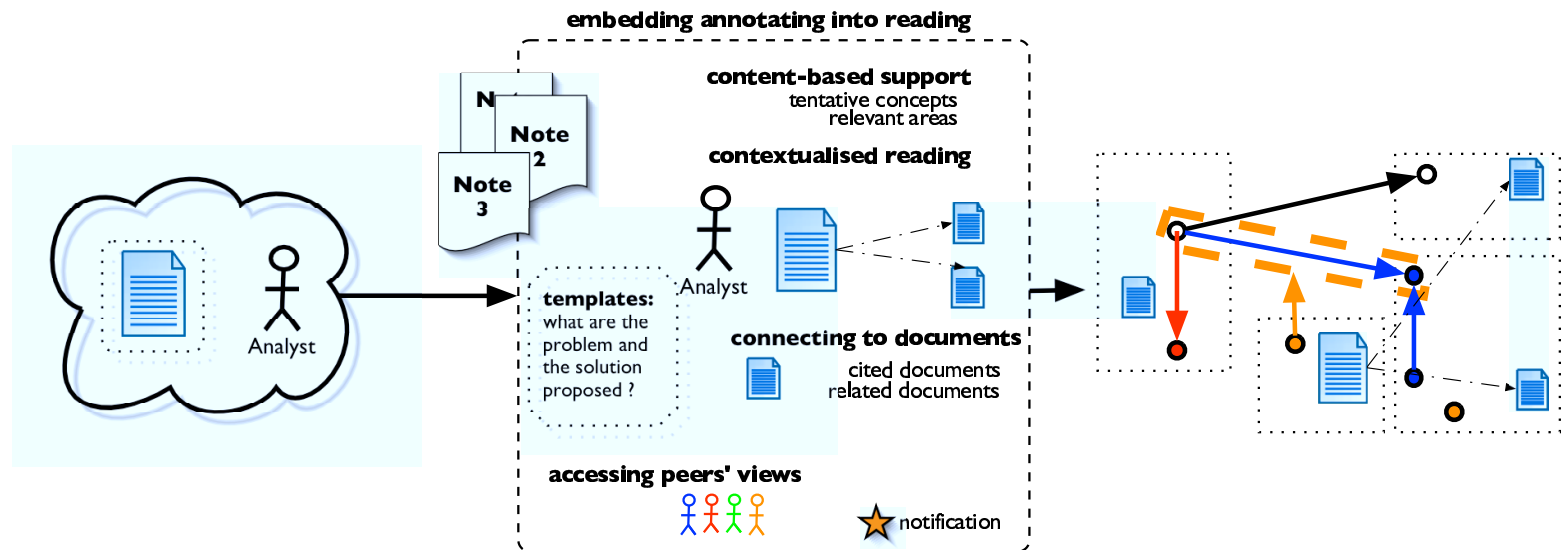 embedding annotating into reading
content-based support
tentative concepts
relevant areas
contextualised reading
Note
2
Note
3
Analyst
Analyst
templates:
what are the
problem and
the solution
proposed ?
connecting to documents
cited documents
related documents
accessing peers' views
notification